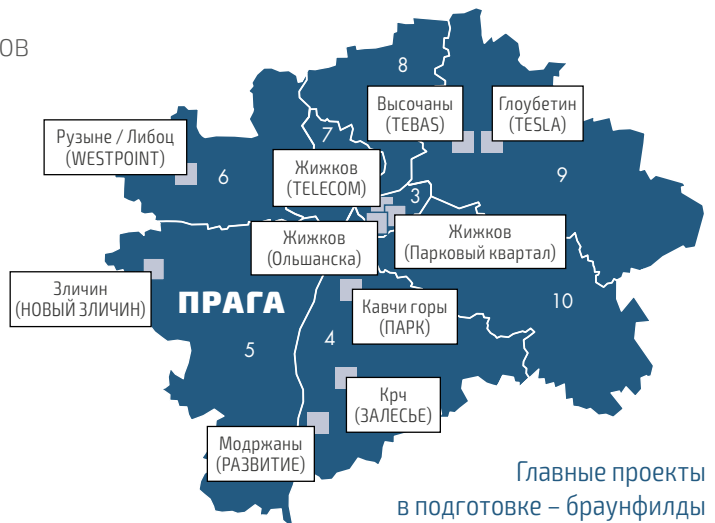 ОВ
8
Высочаны
(TEBAS)
Глоубетин
(TESLA)
7
Рузыне / Либоц
(WESTPOINT)
6
Жижков
(TELECOM)
3
9
Жижков
(Ольшанска)
Жижков
(Парковый квартал)
Зличин
(НОВЫЙ ЗЛИЧИН)
ПРАГА
Кавчи горы
(ПАРК)
10
5
4
Крч
(ЗАЛЕСЬЕ)
Модржаны
(РАЗВИТИЕ)
Главные проекты
в подготовке – браунфилды